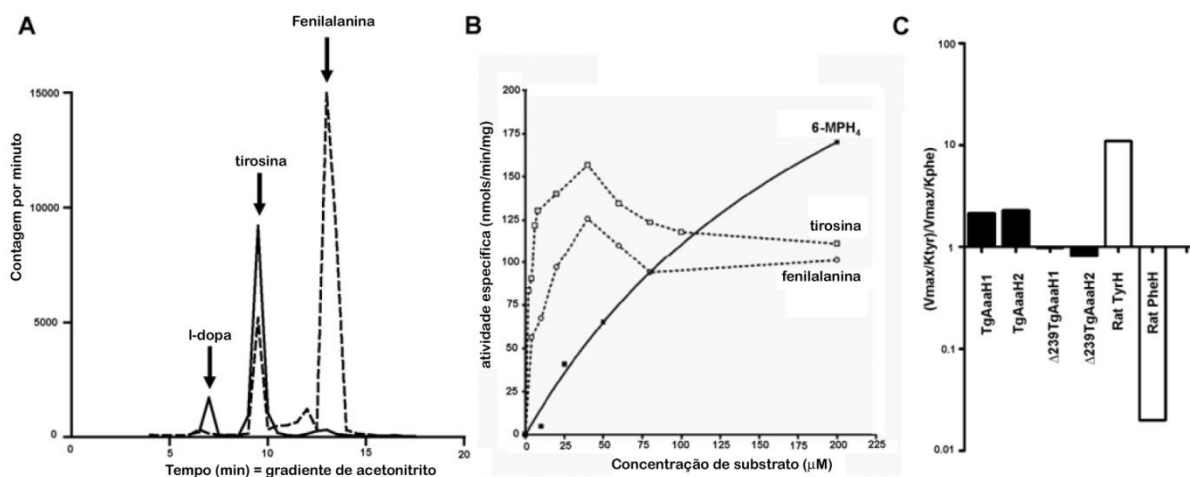 A
Fenilalanina
tirosina
l-dopa
Contagem por minuto
15000
10000
5000
0
0
5
10
15
20
Tempo (min) = gradiente de acetonitrito
B
atividade específica (nmols/min/mg)
200
175
150
125
100
75
50
25
0
6-MPH₄
tirosina
fenilalanina
0
25
50
75
100
125
150
175
200
225
Concentração de substrato (μM)
C
(Vmax/Ktyr)/Vmax/Kphe)
100
10
1
0.1
0.01
TgAaaH1
TgAaaH2
Δ239TgAaaH1
Δ239TgAaaH2
Rat TyrH
Rat PheH